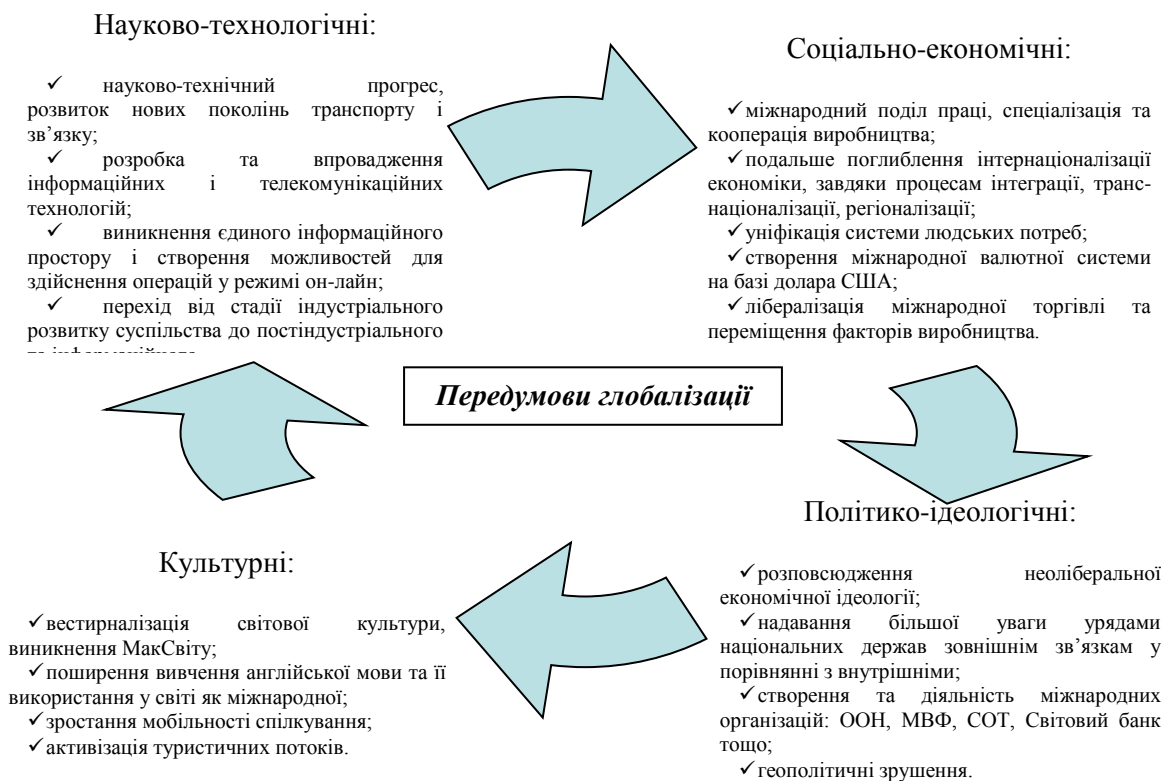 Науково-технологічні:
✓ науково-технічний прогрес,
розвиток нових поколінь транспорту і
зв’язку;
✓ розробка та впровадження
інформаційних і телекомунікаційних
технологій;
✓ виникнення єдиного інформаційного
простору і створення можливостей для
здійснення операцій у режимі он-лайн;
✓ перехід від стадії індустріального
розвитку суспільства до постіндустріального
Соціально-економічні:
✓міжнародний поділ праці, спеціалізація та
кооперація виробництва;
✓подальше поглиблення інтернаціоналізації
економіки, завдяки процесам інтеграції, транс-
націоналізації, регіоналізації;
✓уніфікація системи людських потреб;
✓створення міжнародної валютної системи
на базі долара США;
✓лібералізація міжнародної торгівлі та
переміщення факторів виробництва.
Передумови глобалізації
Політико-ідеологічні:
✓розповсюдження неоліберальної
економічної ідеології;
✓надавання більшої уваги урядами
національних держав зовнішнім зв’язкам у
порівнянні з внутрішніми;
✓створення та діяльність міжнародних
організацій: ООН, МВФ, СОТ, Світовий банк
тощо;
✓геополітичні зрушення.
Культурні:
✓вестирналізація світової культури,
виникнення МакСвіту;
✓поширення вивчення англійської мови та її
використання у світі як міжнародної;
✓зростання мобільності спілкування;
✓активізація туристичних потоків.